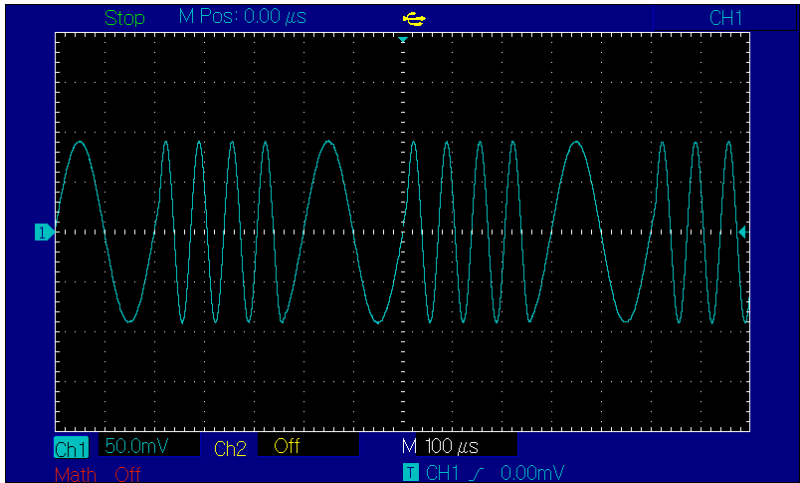 Stop M Pos: 0.00 μs CH1
1
Ch1 50.0mV Ch2 Off M 100 μs
Math Off T CH1 0.00mV